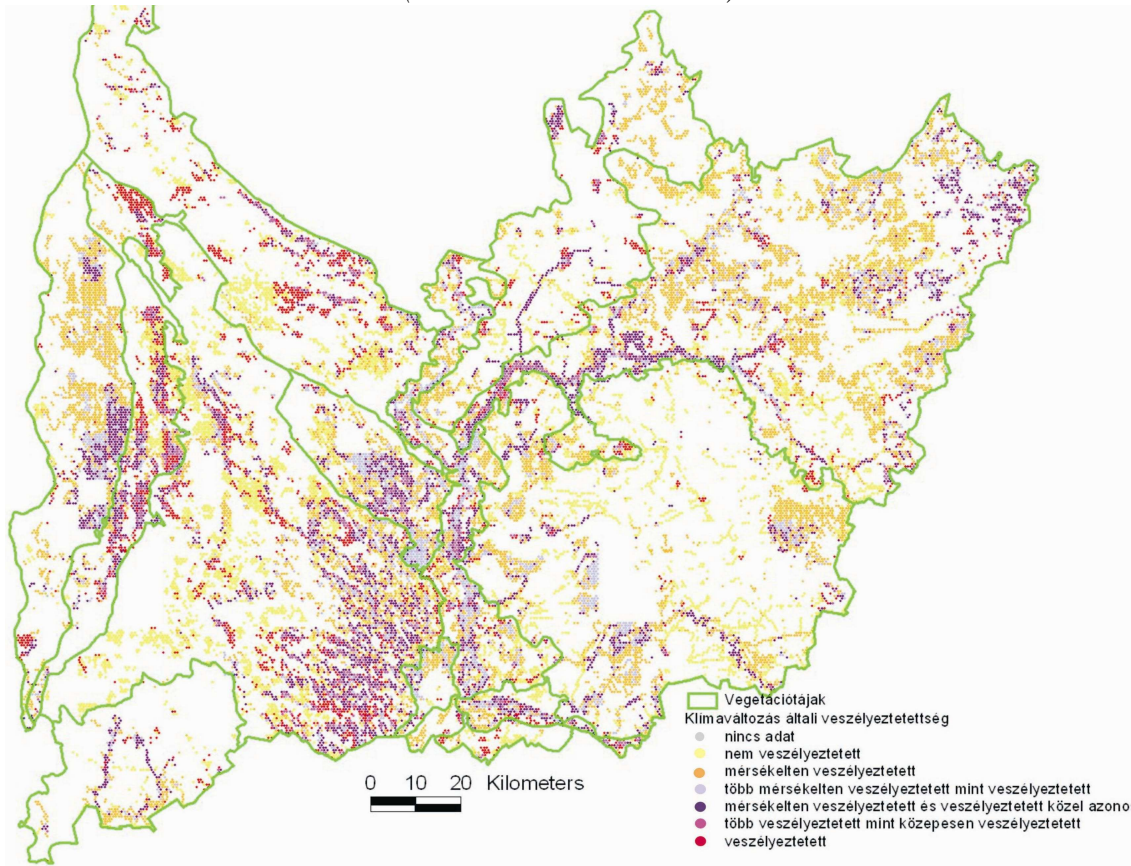 Vegetációtájak
Klímaváltozás általi veszélyeztetettség
nincs adat
nem veszélyeztetett
mérsékelten veszélyeztetett
több mérsékelten veszélyeztetett mint veszélyeztetett
mérsékelten veszélyeztetett és veszélyeztetett közel azono
több veszélyeztetett mint közepesen veszélyeztetett
veszélyeztetett
0 10 20 Kilometers